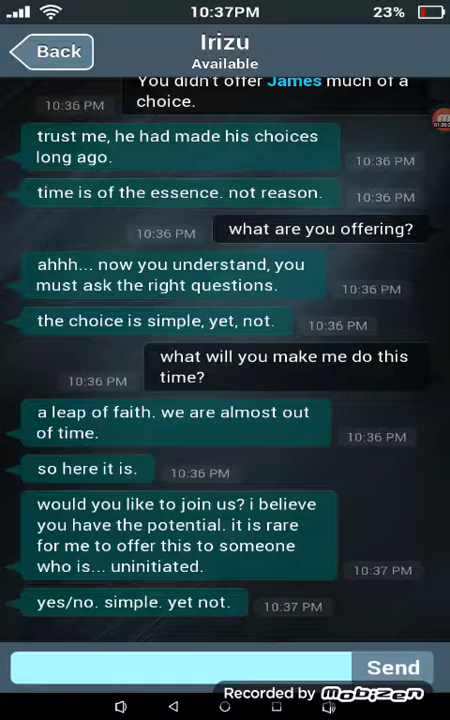 10:37PM
23%
Back
Irizu
Available
You didn't offer James much of a
choice.
10:36 PM
trust me, he had made his choices
long ago.
10:36 PM
time is of the essence. not reason.
10:36 PM
what are you offering?
10:36 PM
ahhh... now you understand, you
must ask the right questions.
10:36 PM
the choice is simple, yet, not.
10:36 PM
what will you make me do this
time?
10:36 PM
a leap of faith. we are almost out
of time.
10:36 PM
so here it is.
10:36 PM
would you like to join us? i believe
you have the potential. it is rare
for me to offer this to someone
who is... uninitiated.
10:37 PM
yes/no. simple. yet not.
10:37 PM
Send
Recorded by mobizen